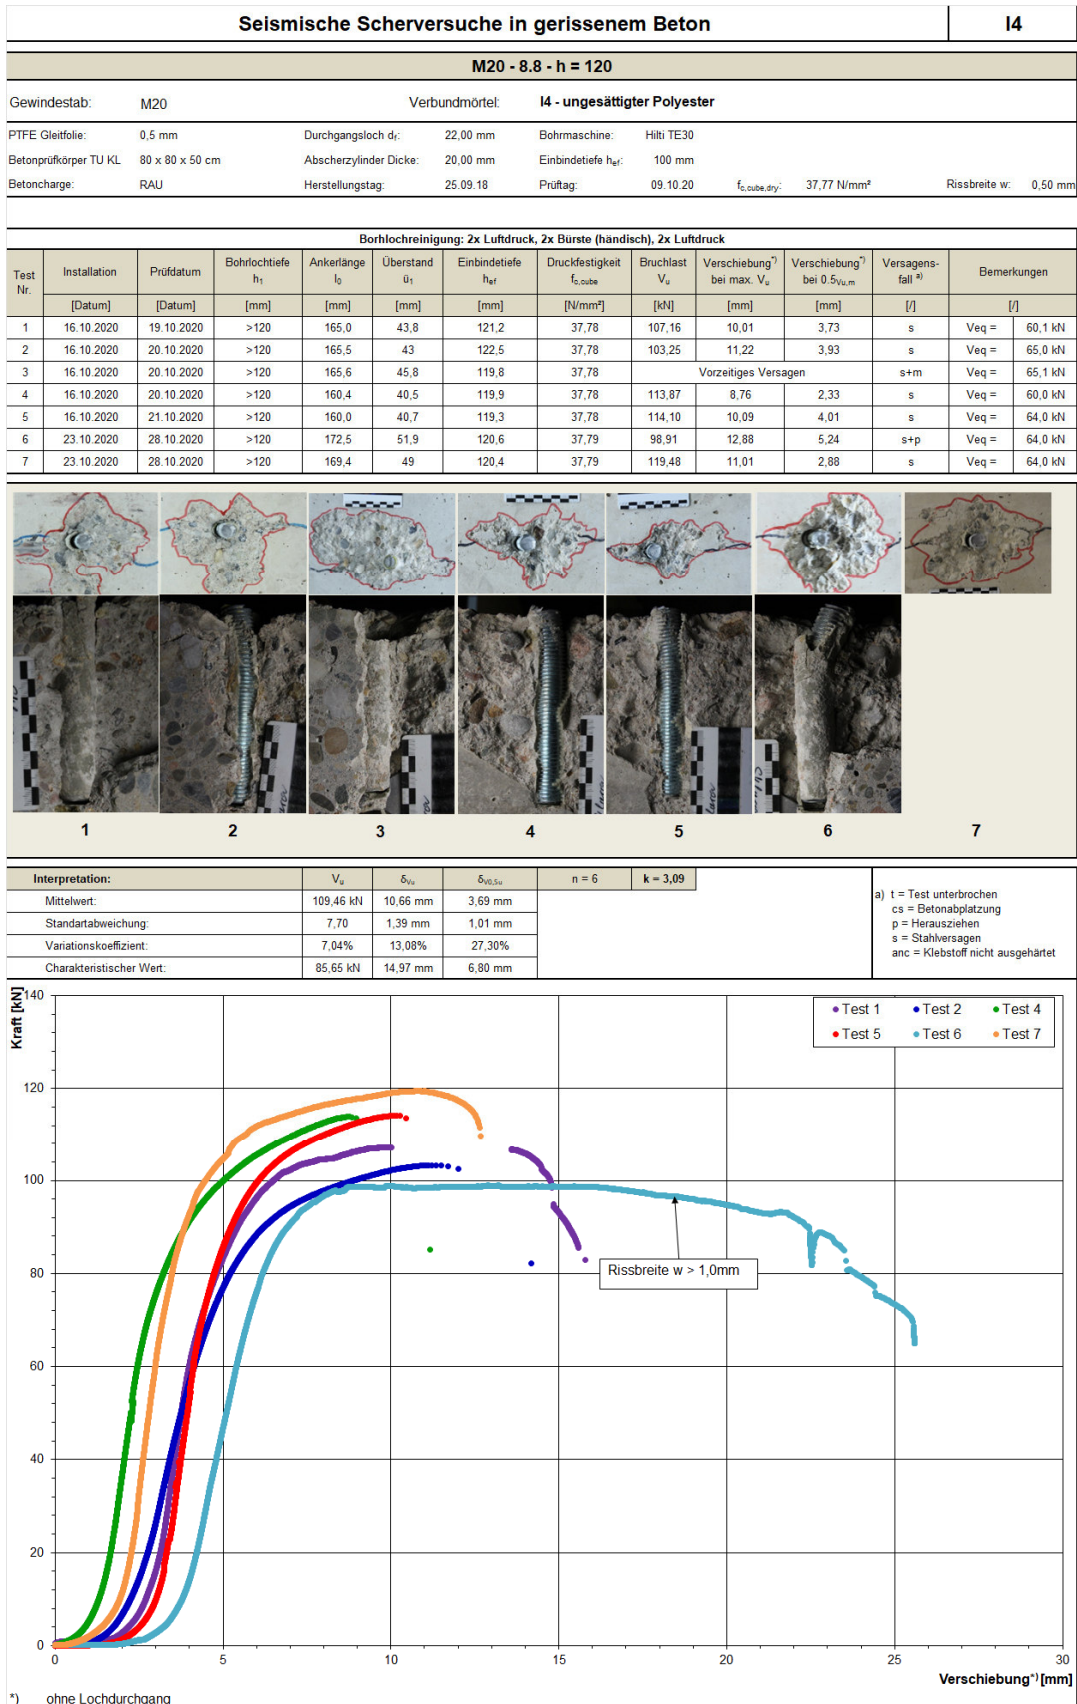 Seismische Scherversuche in gerissenem Beton I4
M20 - 8.8 - h = 120
Gewindestab: M20 Verbundmörtel: I4 - ungesättigter Polyester
PTFE Gleitfolie: 0,5 mm Durchgangsloch df: 22,00 mm Bohrmaschine: Hilti TE30
Betonprüfkörper TU KL 80 x 80 x 50 cm Abscherzylinder Dicke: 20,00 mm Einbindetiefe hef: 100 mm
Betoncharge: RAU Herstellungstag: 25.09.18 Prüftag: 09.10.20 fc,cube,dry: 37,77 N/mm² Rissbreite w: 0,50 mm
Borhlochreinigung: 2x Luftdruck, 2x Bürste (händisch), 2x Luftdruck
Test Nr. Installation Prüfdatum Bohrlochtiefe h1 Ankerlänge l0 Überstand ü1 Einbindetiefe hef Druckfestigkeit fc,cube Bruchlast Vu Verschiebung*) bei max. Vu Verschiebung*) bei 0.5Vu,m Versagens-fall a) Bemerkungen
[Datum] [Datum] [mm] [mm] [mm] [mm] [N/mm²] [kN] [mm] [mm] [/] [/]
1 16.10.2020 19.10.2020 >120 165,0 43,8 121,2 37,78 107,16 10,01 3,73 s Veq = 60,1 kN
2 16.10.2020 20.10.2020 >120 165,5 43 122,5 37,78 103,25 11,22 3,93 s Veq = 65,0 kN
3 16.10.2020 20.10.2020 >120 165,6 45,8 119,8 37,78 Vorzeitiges Versagen s+m Veq = 65,1 kN
4 16.10.2020 20.10.2020 >120 160,4 40,5 119,9 37,78 113,87 8,76 2,33 s Veq = 60,0 kN
5 16.10.2020 21.10.2020 >120 160,0 40,7 119,3 37,78 114,10 10,09 4,01 s Veq = 64,0 kN
6 23.10.2020 28.10.2020 >120 172,5 51,9 120,6 37,79 98,91 12,88 5,24 s+p Veq = 64,0 kN
7 23.10.2020 28.10.2020 >120 169,4 49 120,4 37,79 119,48 11,01 2,88 s Veq = 64,0 kN
1 2 3 4 5 6 7
Interpretation: Vu δVu δV0,5u n = 6 k = 3,09
Mittelwert: 109,46 kN 10,66 mm 3,69 mm
Standartabweichung: 7,70 1,39 mm 1,01 mm
Variationskoeffizient: 7,04% 13,08% 27,30%
Charakteristischer Wert: 85,65 kN 14,97 mm 6,80 mm
a) t = Test unterbrochen
cs = Betonabplatzung
p = Herausziehen
s = Stahlversagen
anc = Klebstoff nicht ausgehärtet
Kraft [kN]
140
120
100
80
60
40
20
0
Test 1 Test 2 Test 4
Test 5 Test 6 Test 7
Rissbreite w > 1,0mm
0 5 10 15 20 25 30
Verschiebung*) [mm]
*) ohne Lochdurchgang